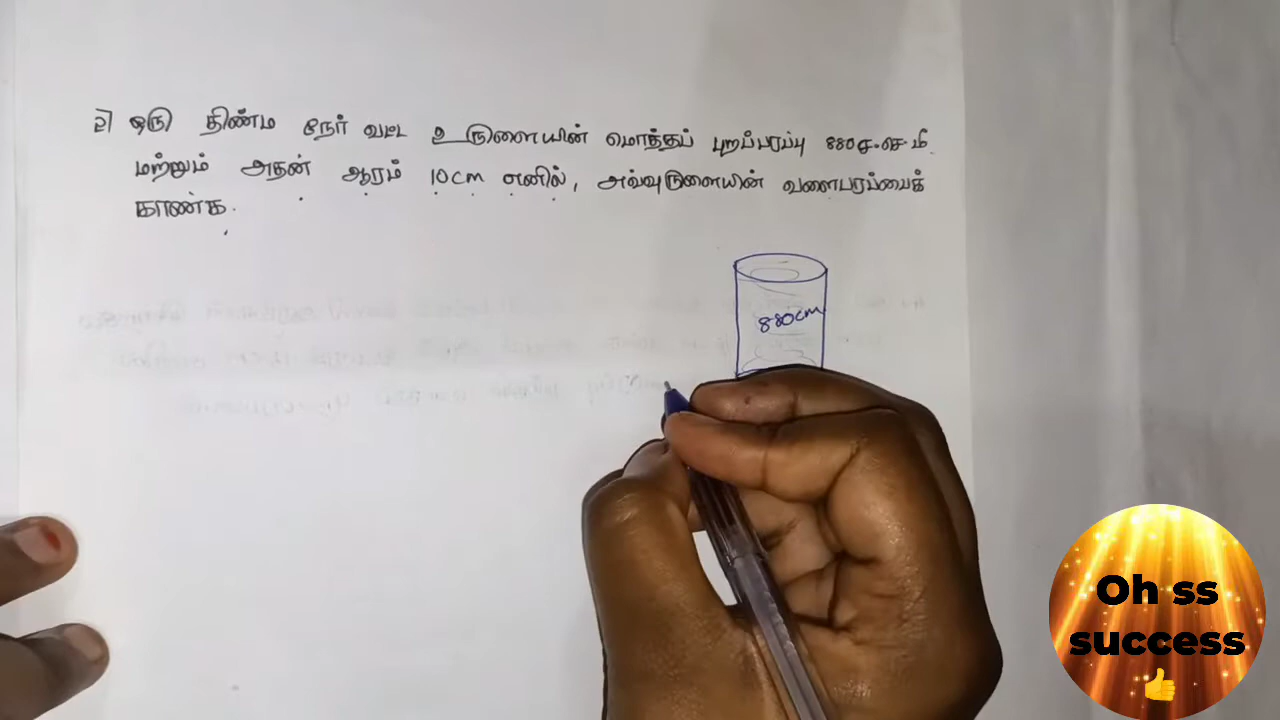 2) ஒரு திண்ம நேர் வட்ட உருளையின் மொத்தப் புறப்பரப்பு 880 ச.செ.மீ
மற்றும் அதன் ஆரம் 10cm எனில், அவ்வுருளையின் வளைபரப்பைக்
காண்க.
880cm
Oh ss
success